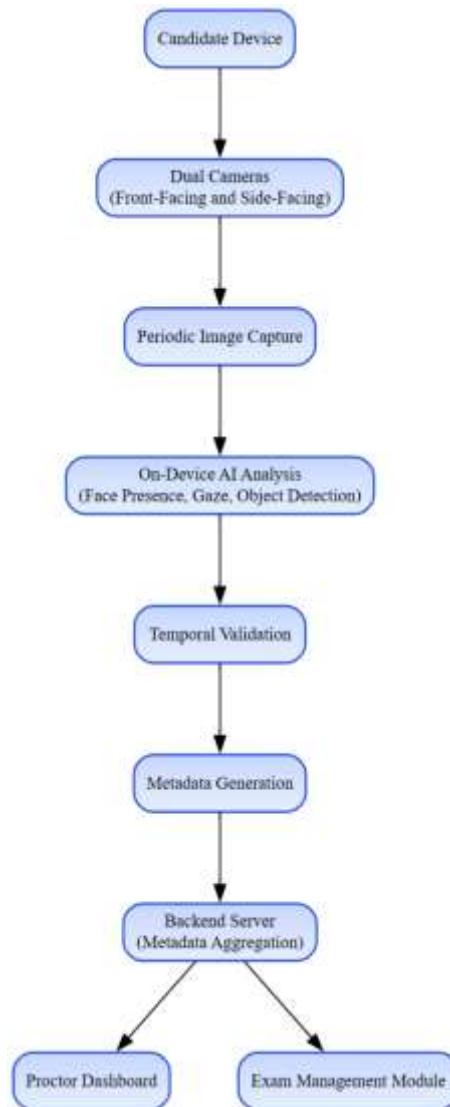 Candidate Device
Dual Cameras
(Front-Facing and Side-Facing)
Periodic Image Capture
On-Device AI Analysis
(Face Presence, Gaze, Object Detection)
Temporal Validation
Metadata Generation
Backend Server
(Metadata Aggregation)
Proctor Dashboard
Exam Management Module